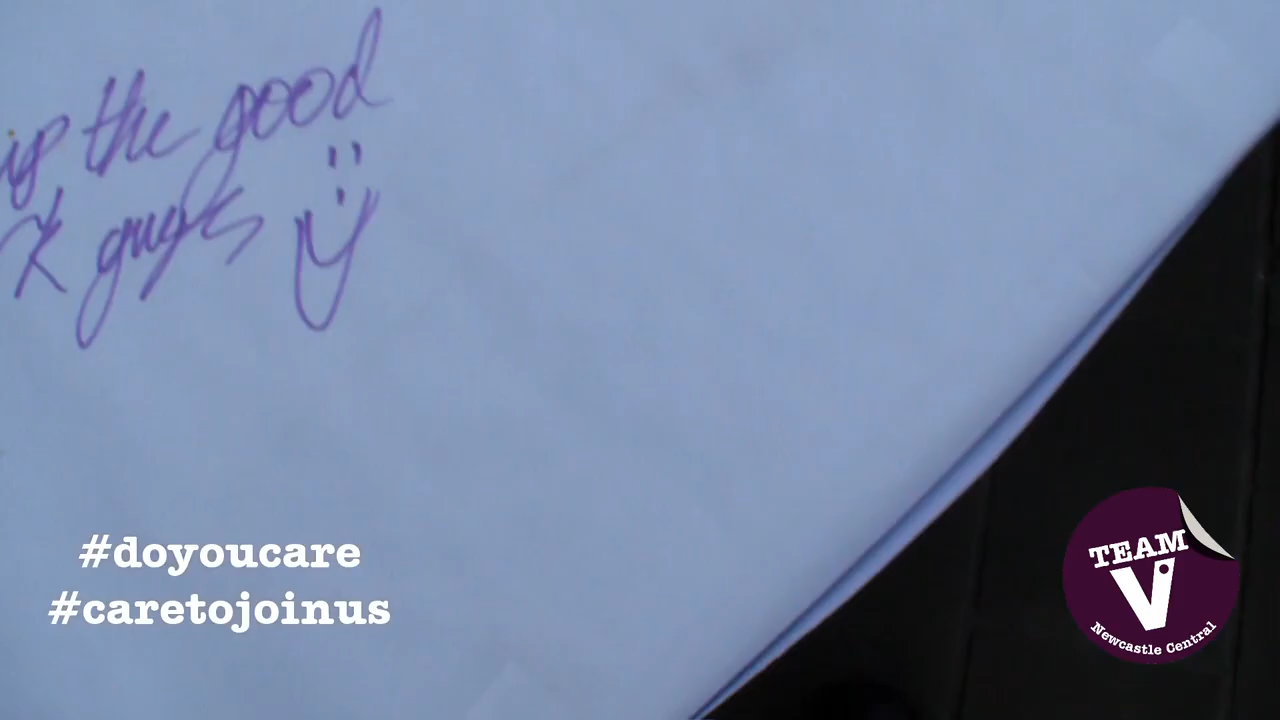 the good
guys
#doyoucare
#caretojoinus
TEAM
V
Newcastle Central